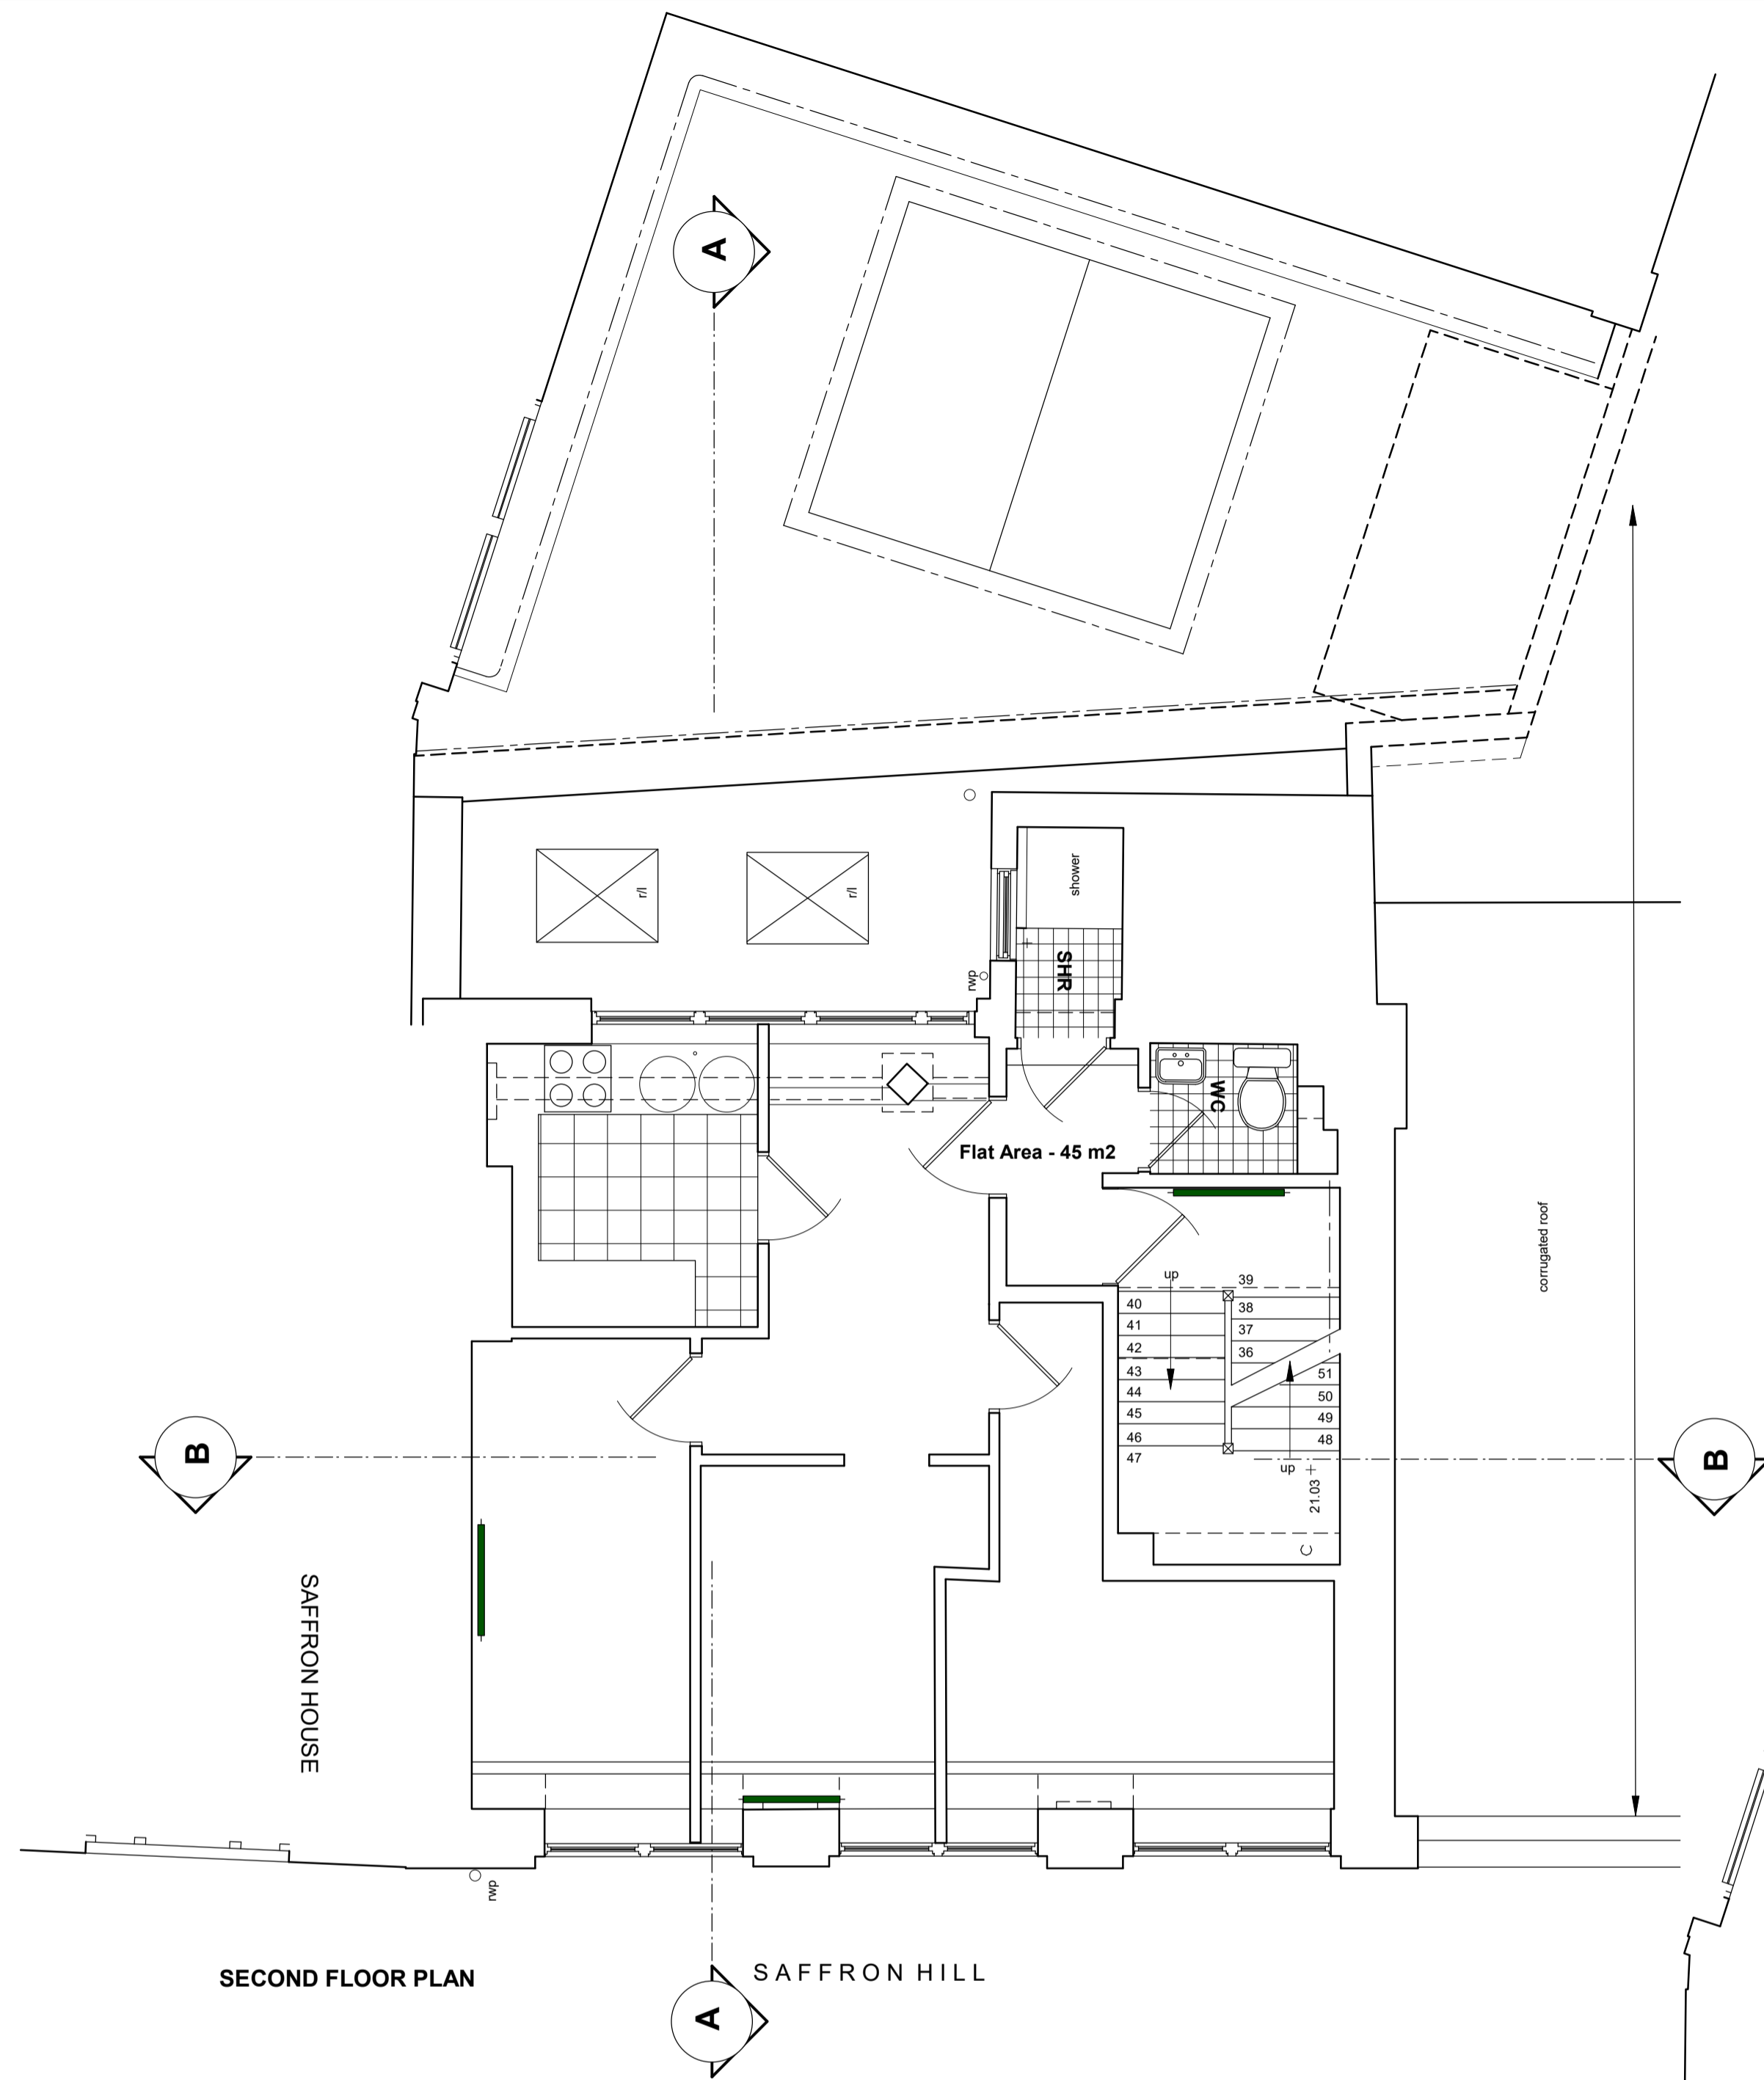 A
r/l
r/l
shower
SHR
rwp
WC
Flat Area - 45 m2
corrugated roof
up
39
40
38
41
37
42
36
43
51
44
50
45
49
46
48
47
up
21.03
B
B
SAFFRON HOUSE
rwp
SECOND FLOOR PLAN
SAFFRON HILL
A